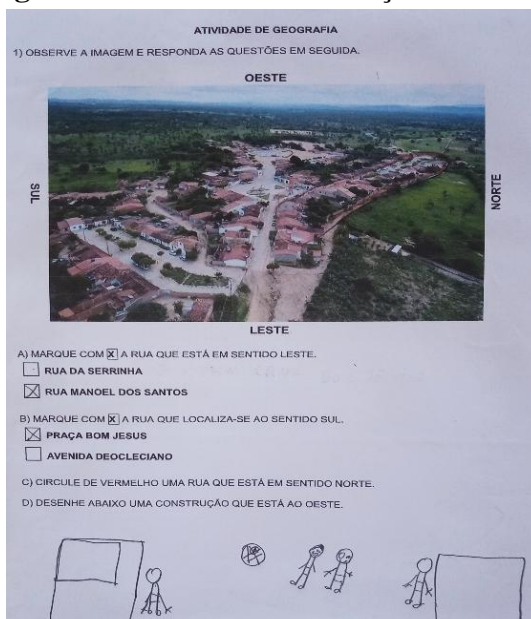 ATIVIDADE DE GEOGRAFIA
1) OBSERVE A IMAGEM E RESPONDA AS QUESTÕES EM SEGUIDA.
OESTE
SUL
NORTE
LESTE
A) MARQUE COM X A RUA QUE ESTÁ EM SENTIDO LESTE.
RUA DA SERRINHA
X RUA MANOEL DOS SANTOS
B) MARQUE COM X A RUA QUE LOCALIZA-SE AO SENTIDO SUL.
X PRAÇA BOM JESUS
AVENIDA DEOCLECIANO
C) CIRCULE DE VERMELHO UMA RUA QUE ESTÁ EM SENTIDO NORTE.
D) DESENHE ABAIXO UMA CONSTRUÇÃO QUE ESTÁ AO OESTE.